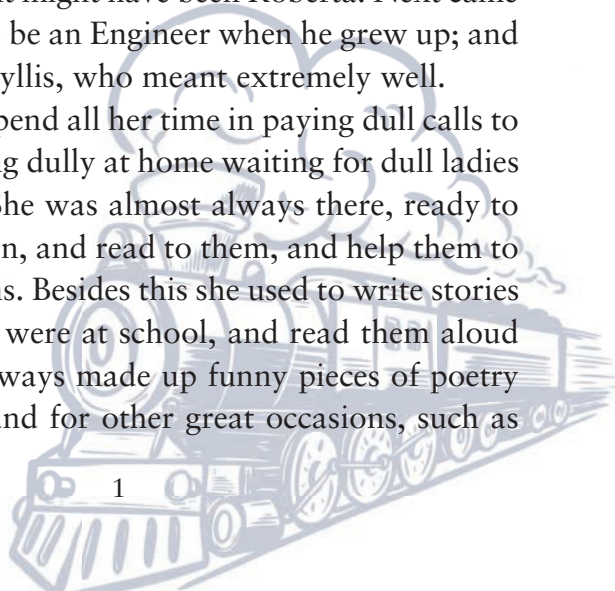 might have been Roberta. Next came
be an Engineer when he grew up; and
yllis, who meant extremely well.
pend all her time in paying dull calls to
ng dully at home waiting for dull ladies
She was almost always there, ready to
n, and read to them, and help them to
ns. Besides this she used to write stories
were at school, and read them aloud
ways made up funny pieces of poetry
and for other great occasions, such as
1